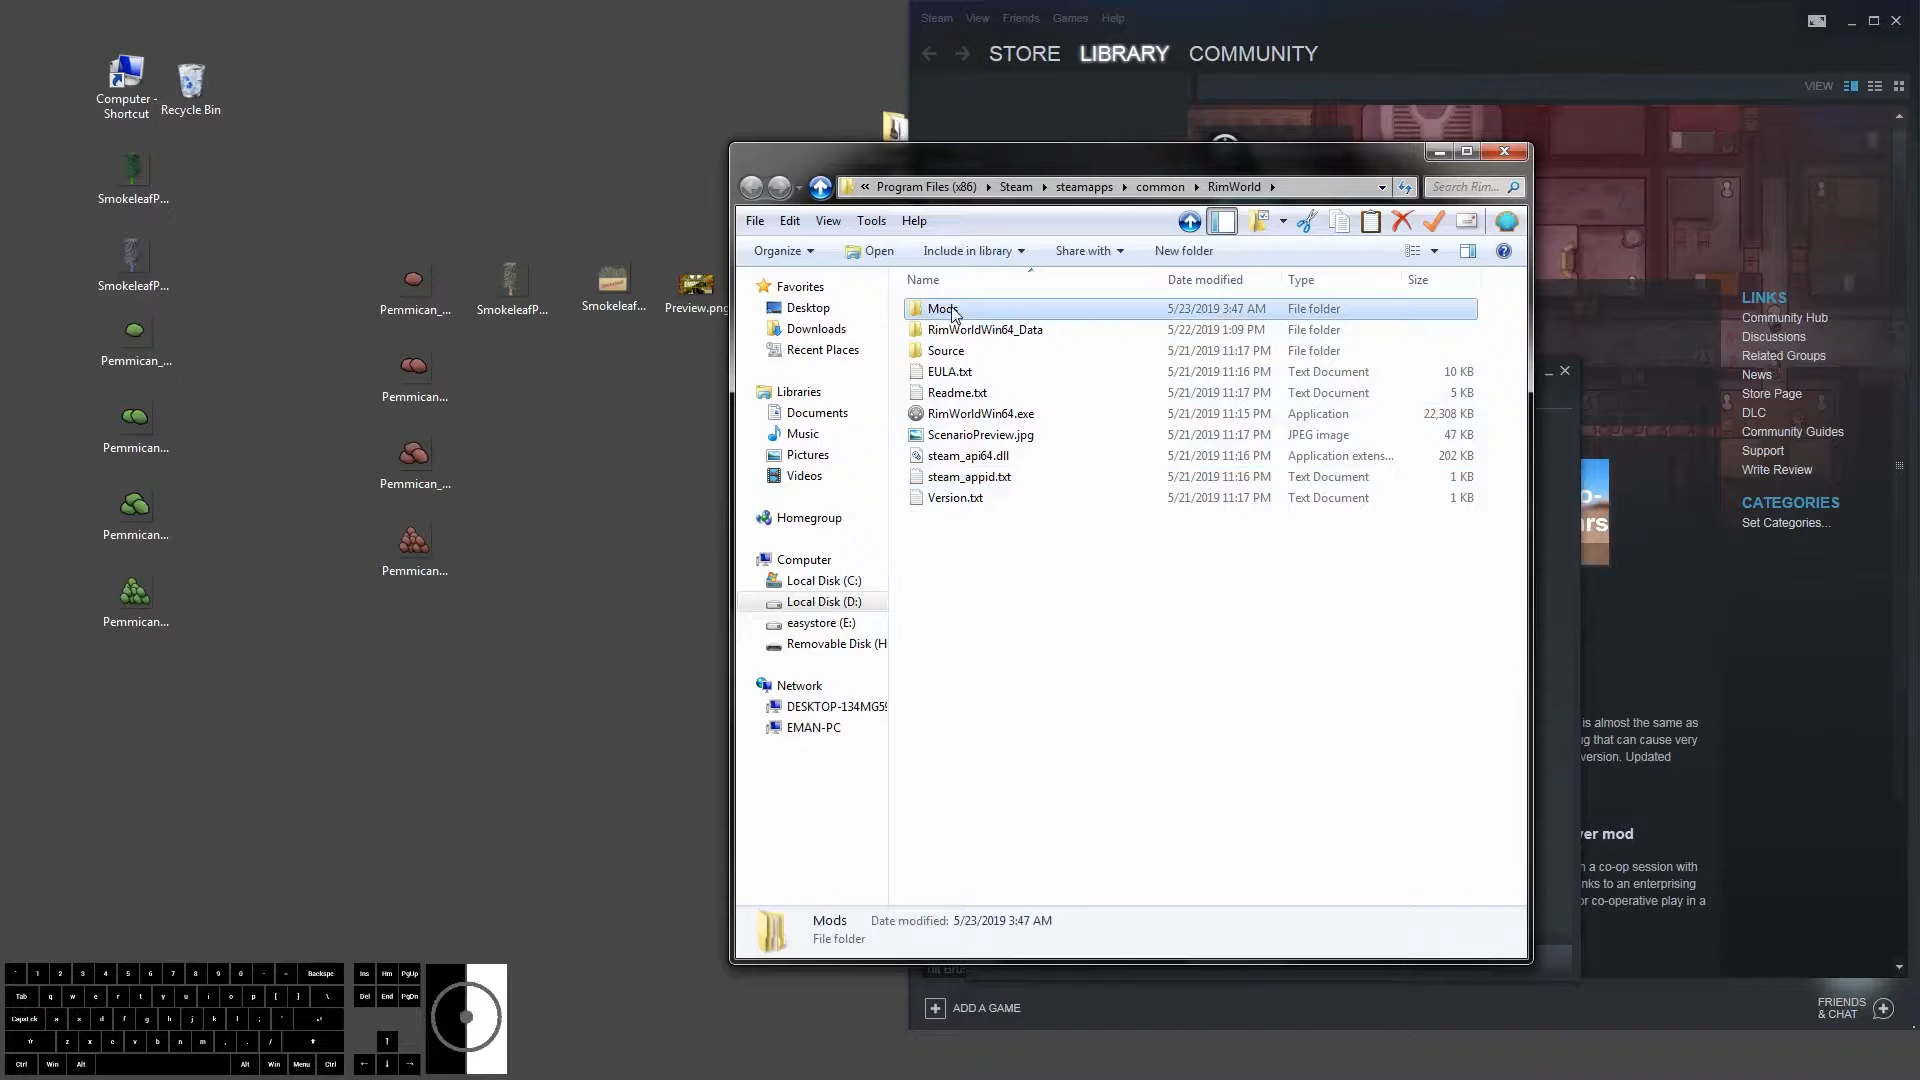 Steam View Friends Games Help
STORE LIBRARY COMMUNITY
VIEW
Computer - Shortcut
Recycle Bin
SmokeleafP...
SmokeleafP...
Pemmican_...
Pemmican...
Pemmican...
Pemmican...
Pemmican_...
Pemmican...
Pemmican_...
Pemmican...
SmokeleafP...
Smokeleaf...
Preview.png
« Program Files (x86) Steam steamapps common RimWorld
Search Rim...
File Edit View Tools Help
Organize Open Include in library Share with New folder
Favorites
Desktop
Downloads
Recent Places
Libraries
Documents
Music
Pictures
Videos
Homegroup
Computer
Local Disk (C:)
Local Disk (D:)
easystore (E:)
Removable Disk (H
Network
DESKTOP-134MG5
EMAN-PC
Name Date modified Type Size
Mods 5/23/2019 3:47 AM File folder
RimWorldWin64_Data 5/22/2019 1:09 PM File folder
Source 5/21/2019 11:17 PM File folder
EULA.txt 5/21/2019 11:16 PM Text Document 10 KB
Readme.txt 5/21/2019 11:17 PM Text Document 5 KB
RimWorldWin64.exe 5/21/2019 11:15 PM Application 22,308 KB
ScenarioPreview.jpg 5/21/2019 11:17 PM JPEG image 47 KB
steam_api64.dll 5/21/2019 11:16 PM Application extens... 202 KB
steam_appid.txt 5/21/2019 11:16 PM Text Document 1 KB
Version.txt 5/21/2019 11:17 PM Text Document 1 KB
Mods Date modified: 5/23/2019 3:47 AM
File folder
LINKS
Community Hub
Discussions
Related Groups
News
Store Page
DLC
Community Guides
Support
Write Review
CATEGORIES
Set Categories...
is almost the same as
g that can cause very
version. Updated
er mod
n a co-op session with
nks to an enterprising
or co-operative play in a
ADD A GAME
FRIENDS
& CHAT
` 1 2 3 4 5 6 7 8 9 0 - = Backspc
Tab q w e r t y u i o p [ ] \
CapsLck a s d f g h j k l ; '
z x c v b n m , . /
Ctrl Win Alt Alt Win Menu Ctrl
Ins Hm PgUp
Del End PgDn